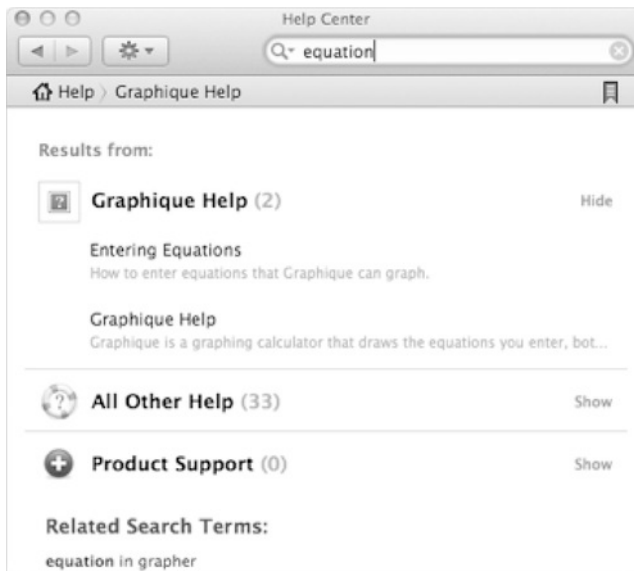 Help Center
equation
Help > Graphique Help
Results from:
Graphique Help (2)
Hide
Entering Equations
How to enter equations that Graphique can graph.
Graphique Help
Graphique is a graphing calculator that draws the equations you enter, bot...
All Other Help (33)
Show
Product Support (0)
Show
Related Search Terms:
equation in grapher